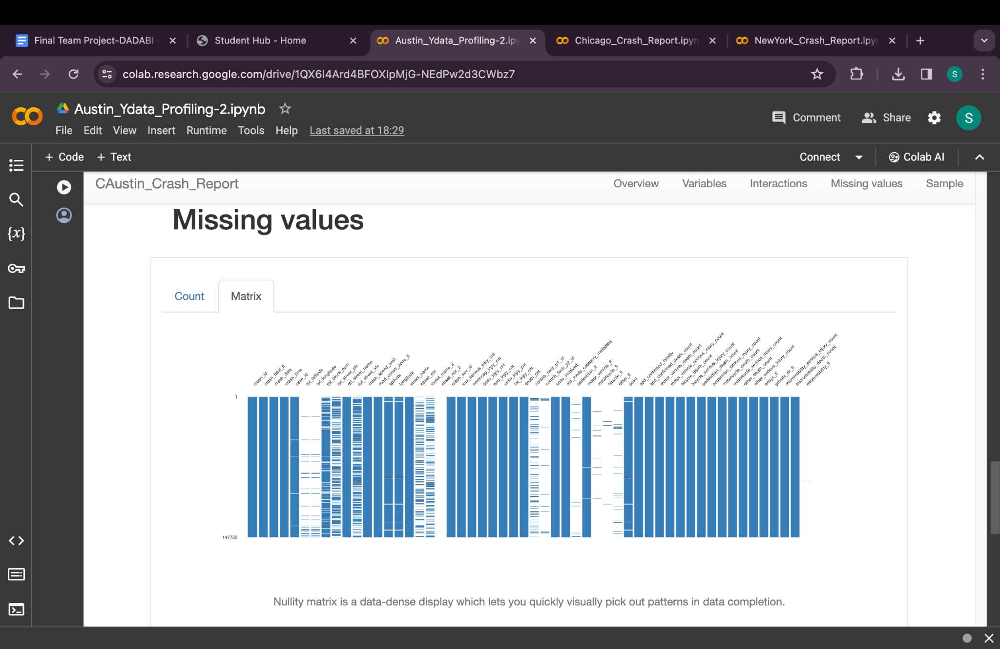 Final Team Project-DADABI
Student Hub - Home
Austin_Ydata_Profiling-2.ipy
Chicago_Crash_Report.ipyn
NewYork_Crash_Report.ipyn
colab.research.google.com/drive/1QX6I4Ard4BFOXIpMjG-NEdPw2d3CWbz7
S
Austin_Ydata_Profiling-2.ipynb
Comment
Share
S
File Edit View Insert Runtime Tools Help Last saved at 18:29
+ Code + Text
Connect
Colab AI
CAustin_Crash_Report
Overview Variables Interactions Missing values Sample
{x}
Missing values
Count
Matrix
crash_id
crash_fatal_fl
crash_date
crash_time
case_id
rpt_latitude
rpt_longitude
rpt_block_num
rpt_street_pfx
rpt_street_name
rpt_street_sfx
crash_speed_limit
road_constr_zone_fl
latitude
longitude
street_name
street_nbr
street_name_2
street_nbr_2
crash_sev_id
sus_serious_injry_cnt
nonincap_injry_cnt
poss_injry_cnt
non_injry_cnt
unkn_injry_cnt
tot_injry_cnt
death_cnt
contrib_factr_p1_id
contrib_factr_p2_id
units_involved
atd_mode_category_metadata
pedestrian_fl
motor_vehicle_fl
motorcycle_fl
bicycle_fl
other_fl
point
apd_confirmed_fatality
apd_confirmed_death_count
motor_vehicle_death_count
motor_vehicle_serious_injury_count
bicycle_death_count
bicycle_serious_injury_count
pedestrian_death_count
pedestrian_serious_injury_count
motorcycle_death_count
motorcycle_serious_injury_count
other_death_count
other_serious_injury_count
onsys_fl
private_dr_fl
micromobility_serious_injury_count
micromobility_death_count
micromobility_fl
1
147750
Nullity matrix is a data-dense display which lets you quickly visually pick out patterns in data completion.